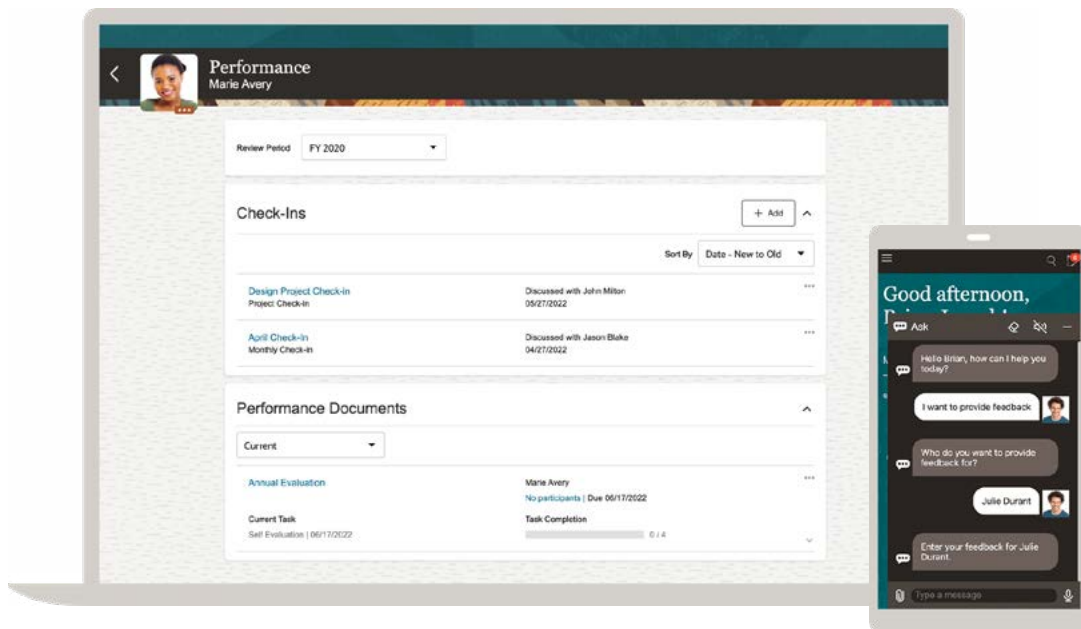 Performance
Marie Avery
Review Period FY 2020
Check-Ins + Add
Sort By Date - New to Old
Design Project Check-in Discussed with John Milton
Project Check-in 05/27/2022
April Check-In Discussed with Jason Blake
Monthly Check-in 04/27/2022
Performance Documents
Current
Annual Evaluation Marie Avery
No participants | Due 06/17/2022
Current Task Task Completion
Self Evaluation | 06/17/2022 0 / 4
Good afternoon,
Ask
Hello Brian, how can I help you
today?
I want to provide feedback
Who do you want to provide
feedback for?
Julie Durant
Enter your feedback for Julie
Durant.
Type a message